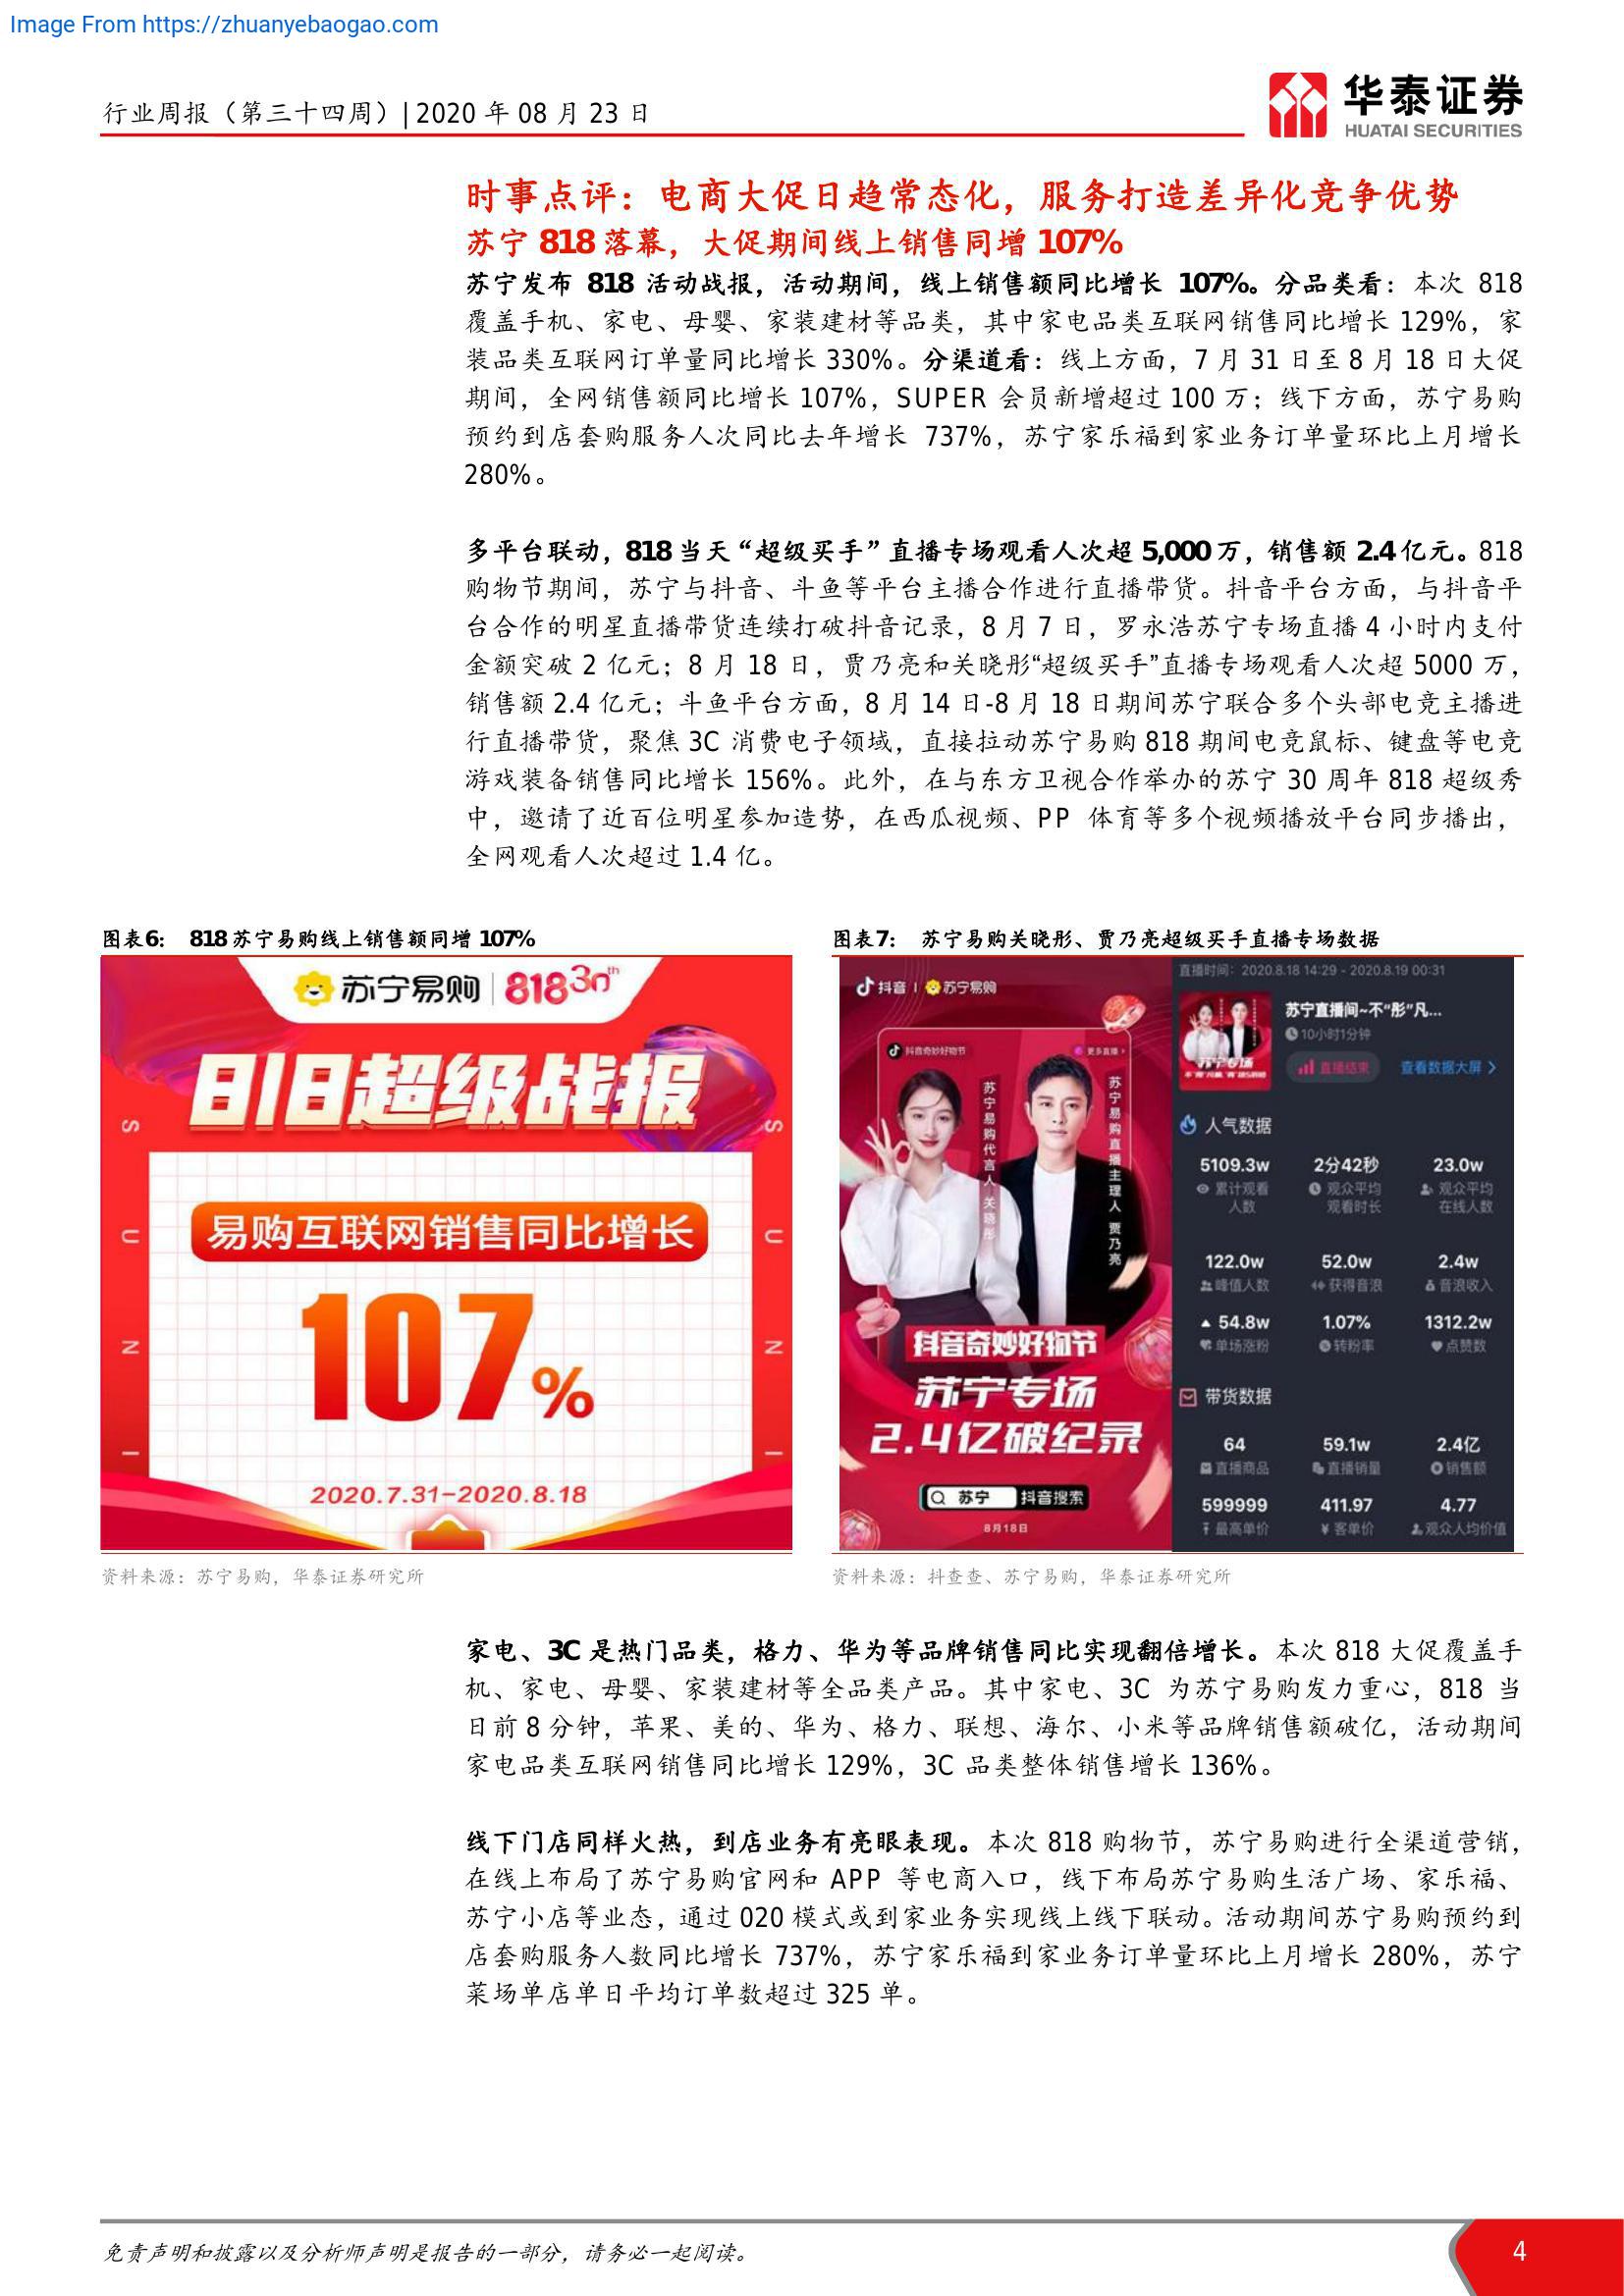 Image From https://zhuanyebaogao.com
行业周报（第三十四周）| 2020 年 08 月 23 日
华泰证券
HUATAI SECURITIES
时事点评：电商大促日趋常态化，服务打造差异化竞争优势
苏宁 818 落幕，大促期间线上销售同增 107%
苏宁发布 818 活动战报，活动期间，线上销售额同比增长 107%。分品类看：本次 818
覆盖手机、家电、母婴、家装建材等品类，其中家电品类互联网销售同比增长 129%，家
装品类互联网订单量同比增长 330%。分渠道看：线上方面，7 月 31 日至 8 月 18 日大促
期间，全网销售额同比增长 107%，SUPER 会员新增超过 100 万；线下方面，苏宁易购
预约到店套购服务人次同比去年增长 737%，苏宁家乐福到家业务订单量环比上月增长
280%。
多平台联动，818 当天“超级买手”直播专场观看人次超 5,000 万，销售额 2.4 亿元。818
购物节期间，苏宁与抖音、斗鱼等平台主播合作进行直播带货。抖音平台方面，与抖音平
台合作的明星直播带货连续打破抖音记录，8 月 7 日，罗永浩苏宁专场直播 4 小时内支付
金额突破 2 亿元；8 月 18 日，贾乃亮和关晓彤“超级买手”直播专场观看人次超 5000 万，
销售额 2.4 亿元；斗鱼平台方面，8 月 14 日-8 月 18 日期间苏宁联合多个头部电竞主播进
行直播带货，聚焦 3C 消费电子领域，直接拉动苏宁易购 818 期间电竞鼠标、键盘等电竞
游戏装备销售同比增长 156%。此外，在与东方卫视合作举办的苏宁 30 周年 818 超级秀
中，邀请了近百位明星参加造势，在西瓜视频、PP 体育等多个视频播放平台同步播出，
全网观看人次超过 1.4 亿。
图表6： 818 苏宁易购线上销售额同增 107%
苏宁易购 818 30th
818超级战报
SUNI
SUNI
易购互联网销售同比增长
107%
2020.7.31-2020.8.18
资料来源：苏宁易购，华泰证券研究所
图表7： 苏宁易购关晓彤、贾乃亮超级买手直播专场数据
抖音 苏宁易购
抖音奇妙好物节 更多直播
苏宁易购代言人 关晓彤
苏宁易购直播主理人 贾乃亮
抖音奇妙好物节
苏宁专场
2.4亿破纪录
苏宁 抖音搜索
8月18日
直播时间：2020.8.18 14:29 - 2020.8.19 00:31
苏宁专场
苏宁直播间~不“彤”凡...
10小时1分钟
直播结束 查看数据大屏
人气数据
5109.3w 2分42秒 23.0w
累计观看人数 观众平均观看时长 观众平均在线人数
122.0w 52.0w 2.4w
峰值人数 获得音浪 音浪收入
54.8w 1.07% 1312.2w
单场涨粉 转粉率 点赞数
带货数据
64 59.1w 2.4亿
直播商品 直播销量 销售额
599999 411.97 4.77
最高单价 客单价 观众人均价值
资料来源：抖查查、苏宁易购，华泰证券研究所
家电、3C 是热门品类，格力、华为等品牌销售同比实现翻倍增长。本次 818 大促覆盖手
机、家电、母婴、家装建材等全品类产品。其中家电、3C 为苏宁易购发力重心，818 当
日前 8 分钟，苹果、美的、华为、格力、联想、海尔、小米等品牌销售额破亿，活动期间
家电品类互联网销售同比增长 129%，3C 品类整体销售增长 136%。
线下门店同样火热，到店业务有亮眼表现。本次 818 购物节，苏宁易购进行全渠道营销，
在线上布局了苏宁易购官网和 APP 等电商入口，线下布局苏宁易购生活广场、家乐福、
苏宁小店等业态，通过 O2O 模式或到家业务实现线上线下联动。活动期间苏宁易购预约到
店套购服务人数同比增长 737%，苏宁家乐福到家业务订单量环比上月增长 280%，苏宁
菜场单店单日平均订单数超过 325 单。
免责声明和披露以及分析师声明是报告的一部分，请务必一起阅读。
4